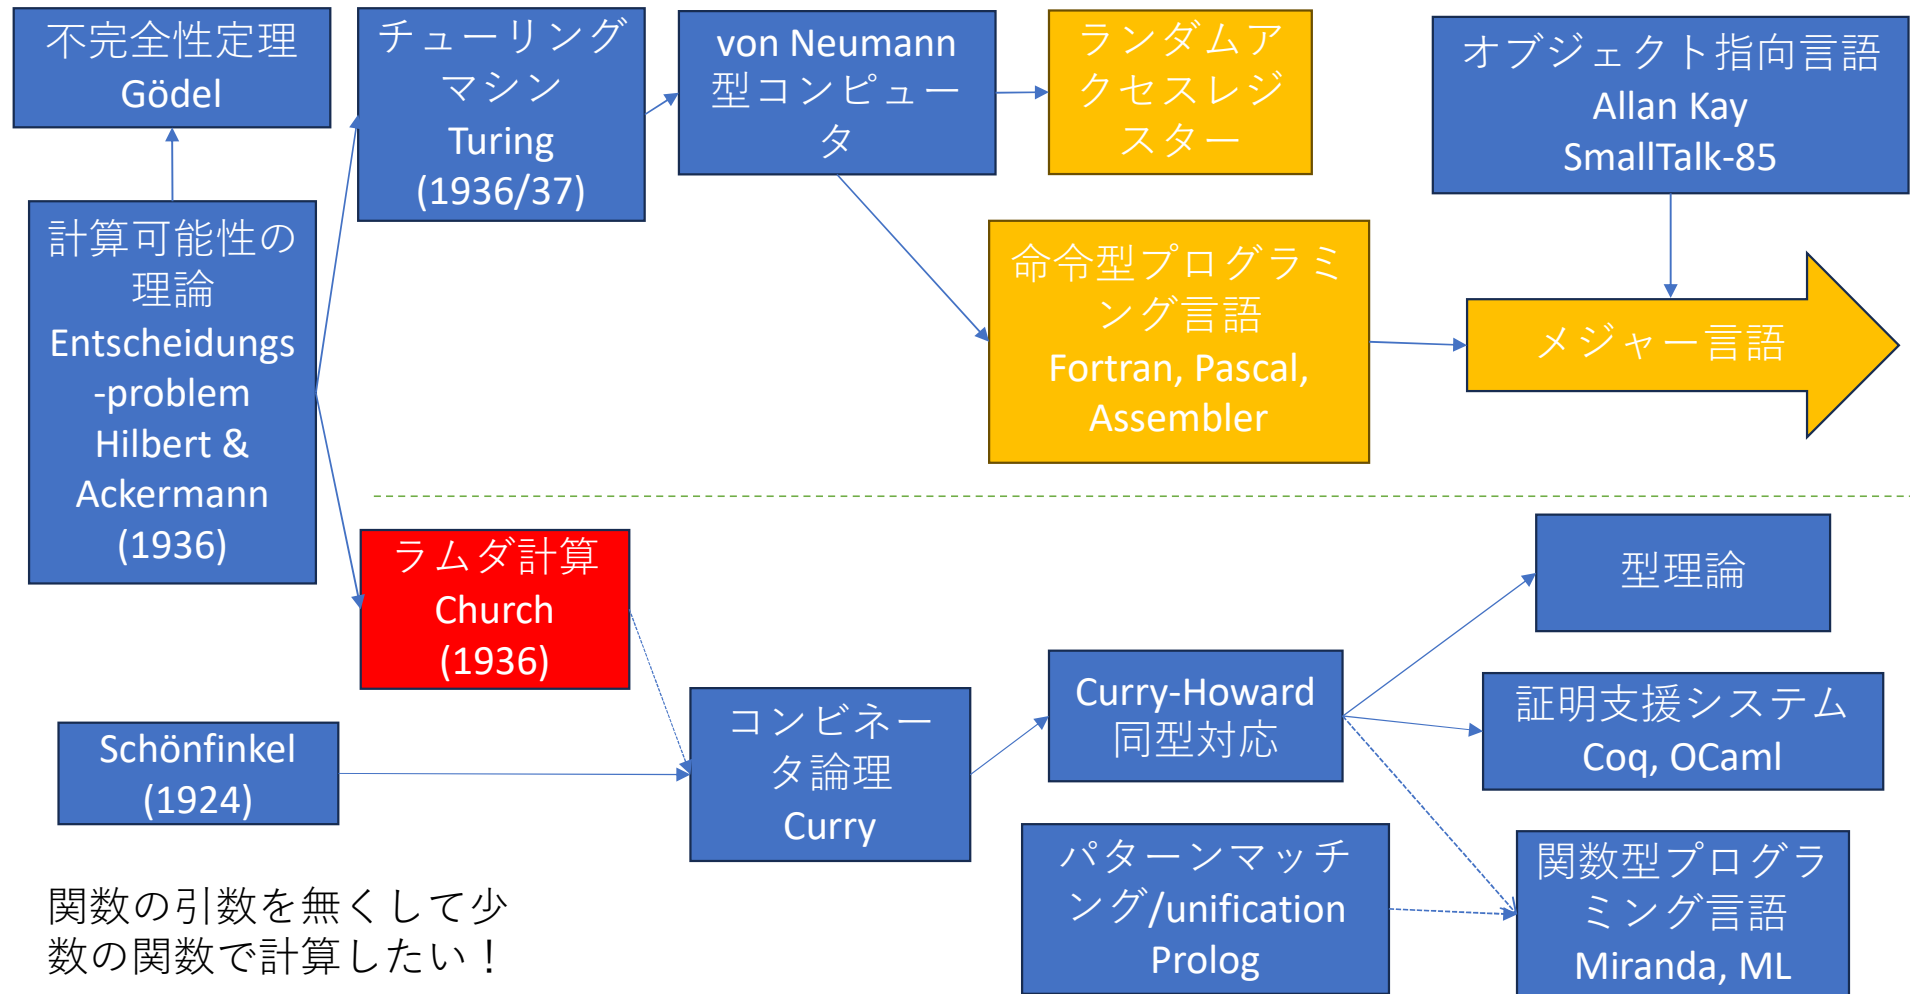 不完全性定理
Gödel
チューリング
マシン
Turing
(1936/37)
von Neumann
型コンピュー
タ
ランダムア
クセスレジ
スター
オブジェクト指向言語
Allan Kay
SmallTalk-85
計算可能性の
理論
Entscheidungs
-problem
Hilbert &
Ackermann
(1936)
命令型プログラミ
ング言語
Fortran, Pascal,
Assembler
メジャー言語
ラムダ計算
Church
(1936)
型理論
Schönfinkel
(1924)
コンビネー
タ論理
Curry
Curry-Howard
同型対応
証明支援システム
Coq, OCaml
パターンマッチ
ング/unification
Prolog
関数型プログラ
ミング言語
Miranda, ML
関数の引数を無くして少
数の関数で計算したい！